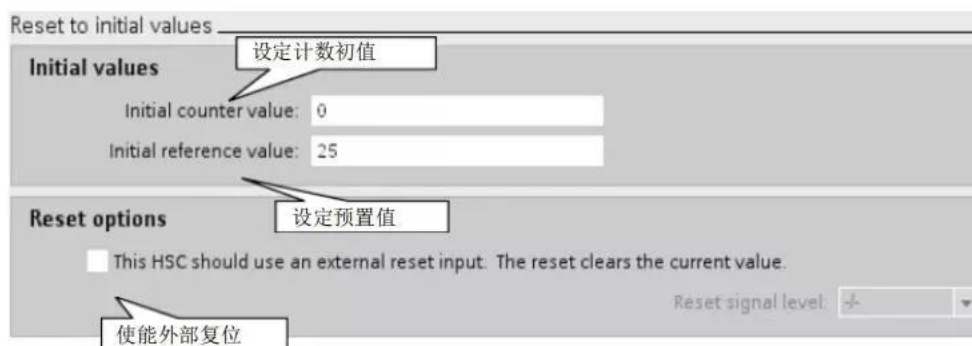 Reset to initial values
设定计数初值
Initial values
Initial counter value: 0
Initial reference value: 25
设定预置值
Reset options
This HSC should use an external reset input. The reset clears the current value.
Reset signal level: -/-
使能外部复位